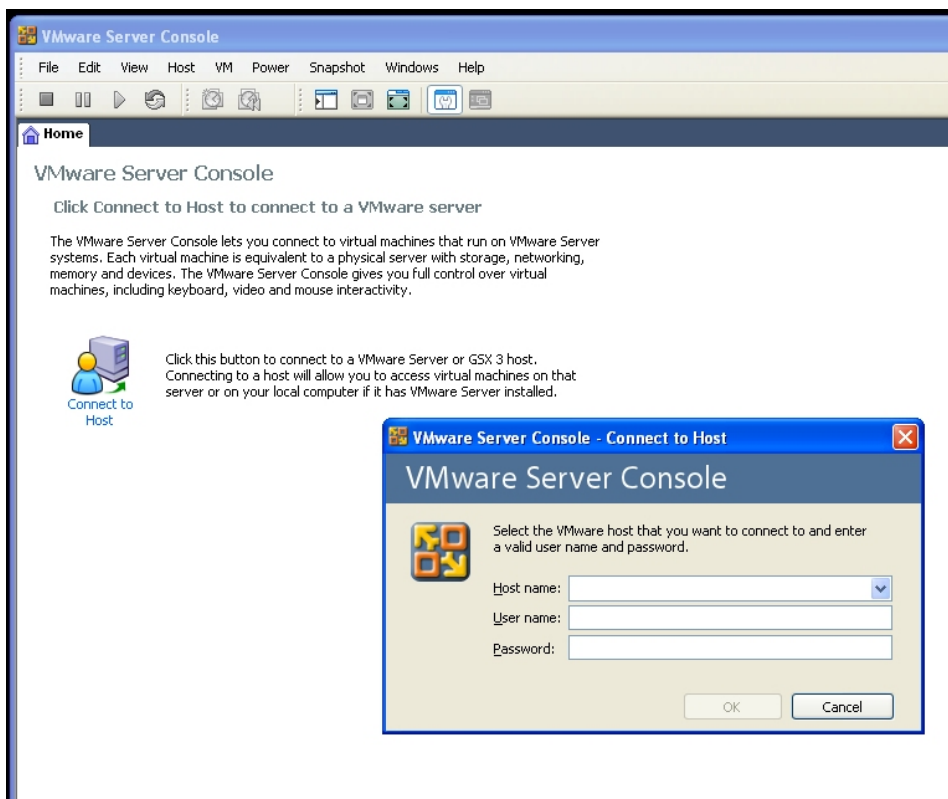 VMware Server Console
File Edit View Host VM Power Snapshot Windows Help
Home
VMware Server Console
Click Connect to Host to connect to a VMware server
The VMware Server Console lets you connect to virtual machines that run on VMware Server
systems. Each virtual machine is equivalent to a physical server with storage, networking,
memory and devices. The VMware Server Console gives you full control over virtual
machines, including keyboard, video and mouse interactivity.
Connect to
Host
Click this button to connect to a VMware Server or GSX 3 host.
Connecting to a host will allow you to access virtual machines on that
server or on your local computer if it has VMware Server installed.
VMware Server Console - Connect to Host
VMware Server Console
Select the VMware host that you want to connect to and enter
a valid user name and password.
Host name:
User name:
Password:
OK Cancel